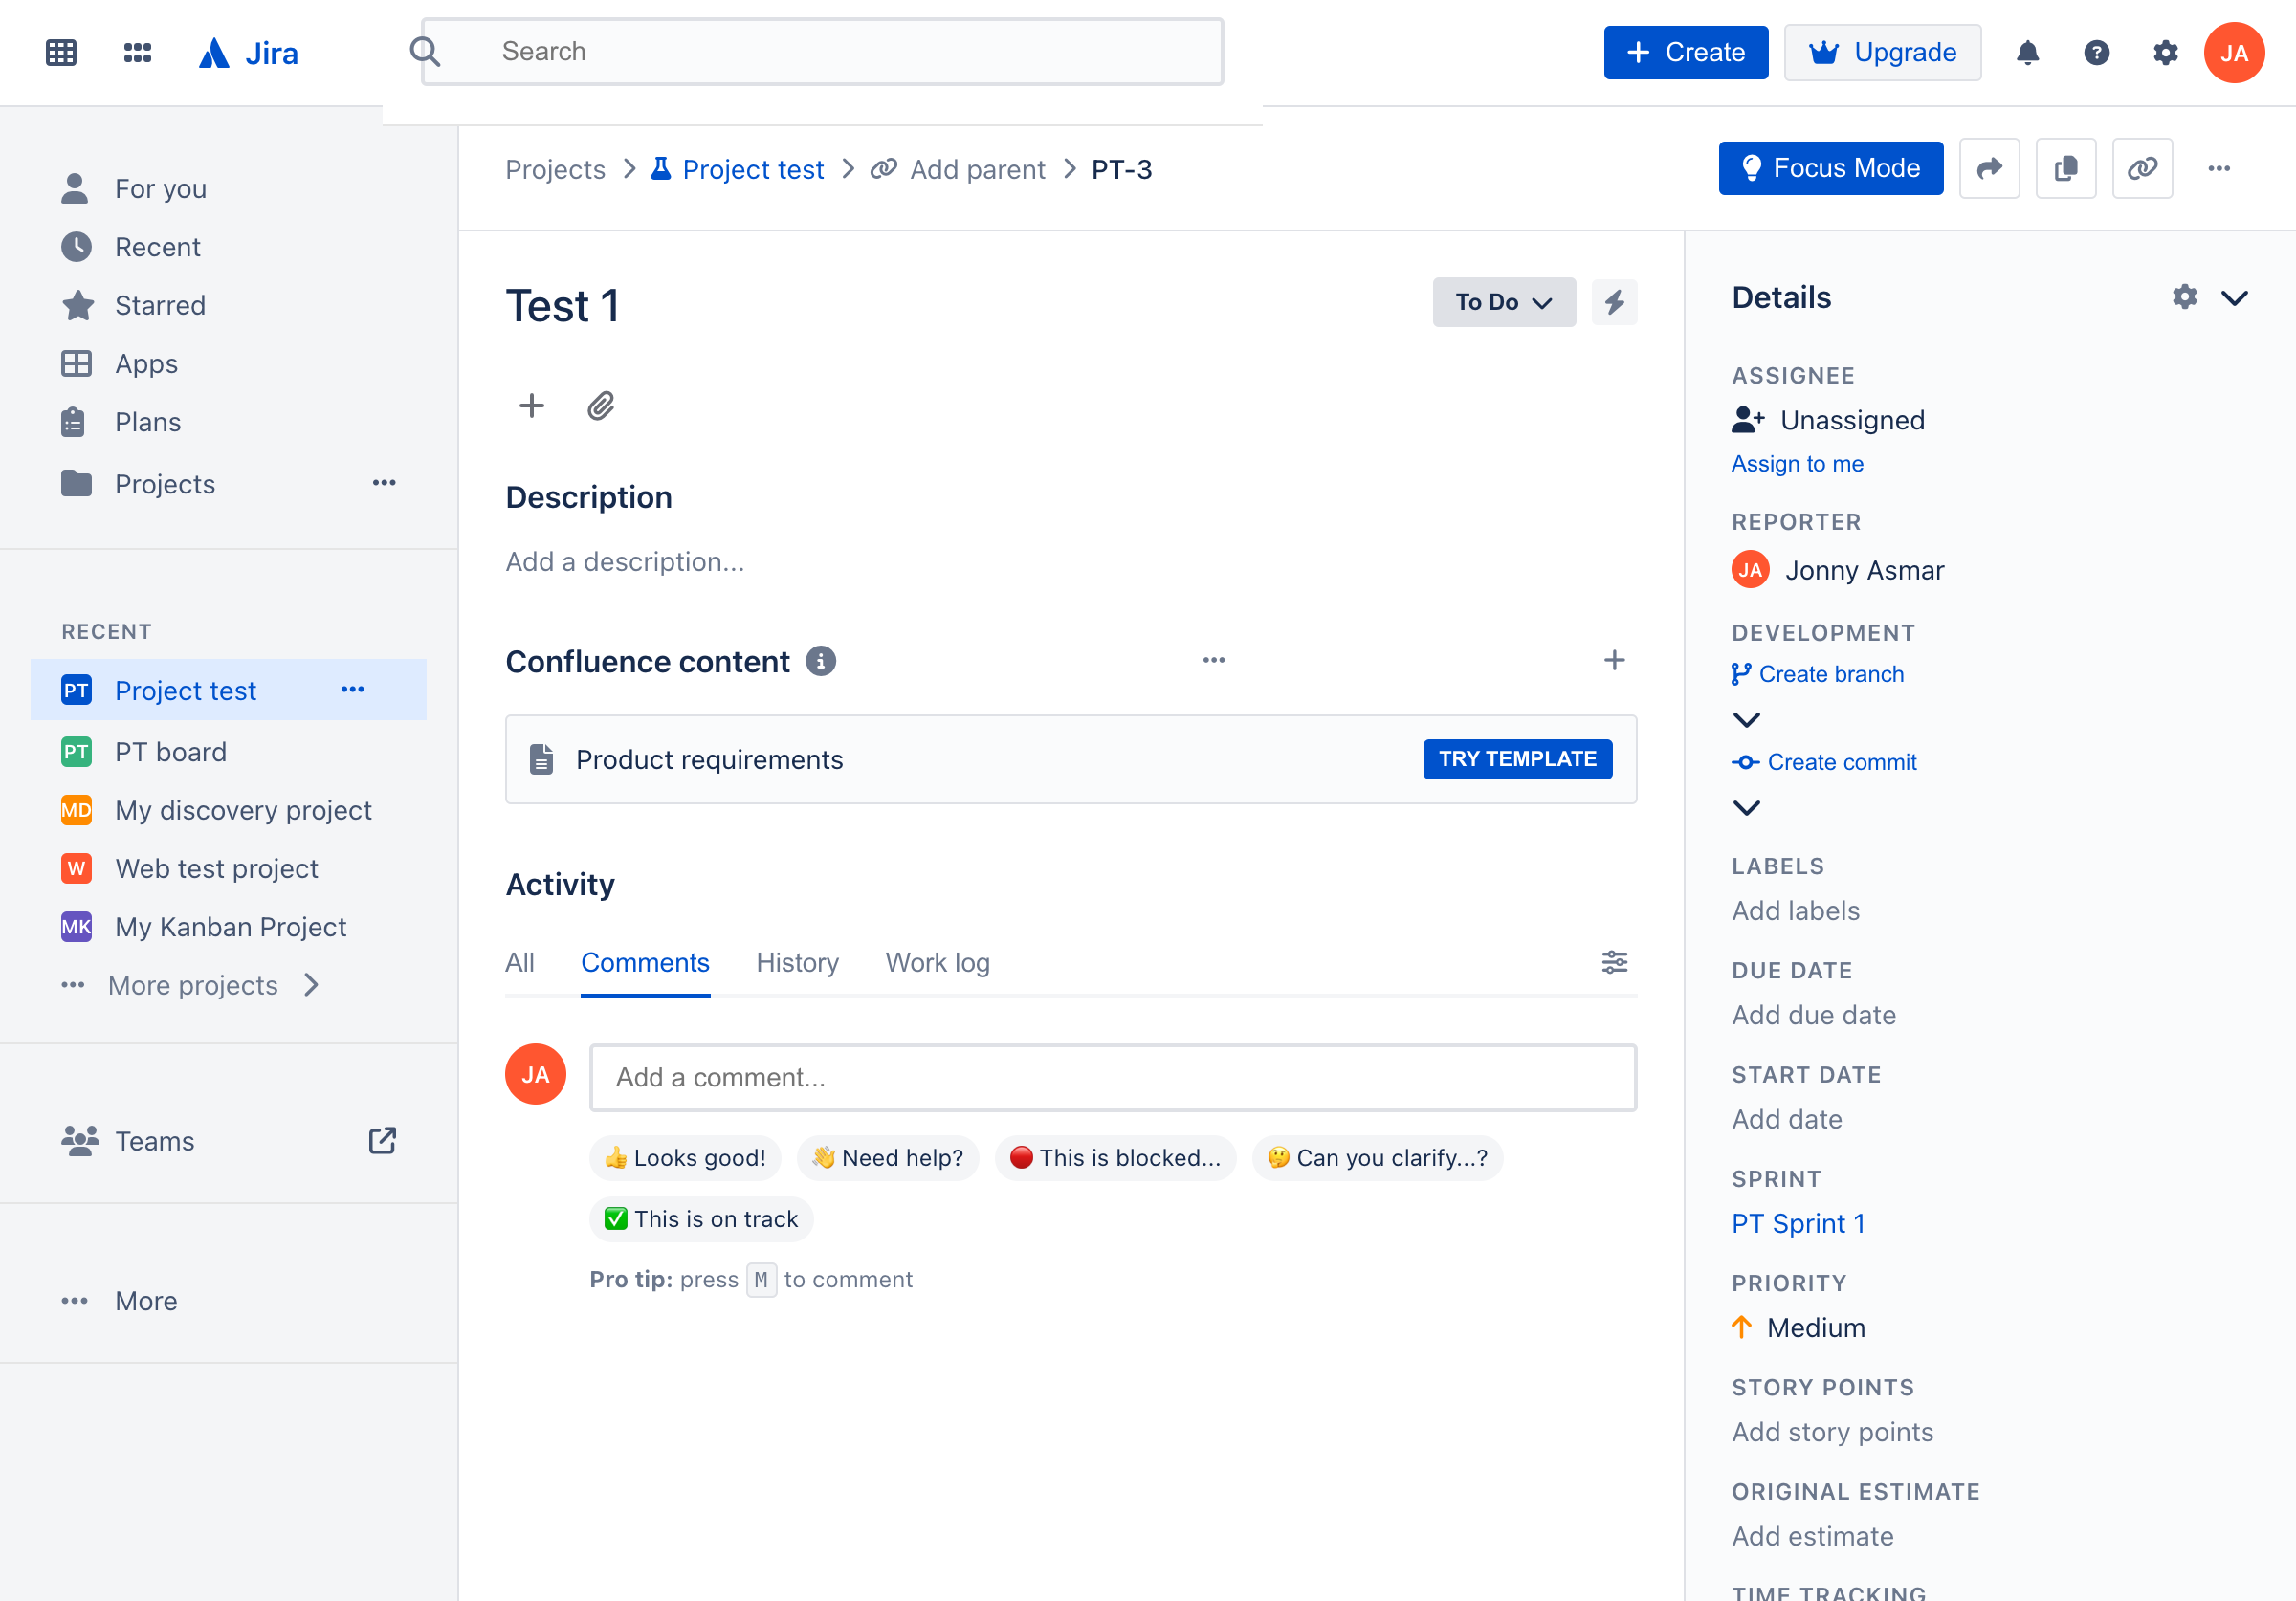 Jira
Search
Create
Upgrade
JA
For you
Recent
Starred
Apps
Plans
Projects
RECENT
PT Project test
PT PT board
MD My discovery project
W Web test project
MK My Kanban Project
More projects
Teams
More
Projects Project test Add parent PT-3
Focus Mode
Test 1
To Do
Description
Add a description...
Confluence content
Product requirements
TRY TEMPLATE
Activity
All Comments History Work log
JA
Add a comment...
👍 Looks good! 👋 Need help? 🔴 This is blocked... 🤔 Can you clarify...?
✅ This is on track
Pro tip: press M to comment
Details
ASSIGNEE
Unassigned
Assign to me
REPORTER
JA Jonny Asmar
DEVELOPMENT
Create branch
Create commit
LABELS
Add labels
DUE DATE
Add due date
START DATE
Add date
SPRINT
PT Sprint 1
PRIORITY
Medium
STORY POINTS
Add story points
ORIGINAL ESTIMATE
Add estimate
TIME TRACKING